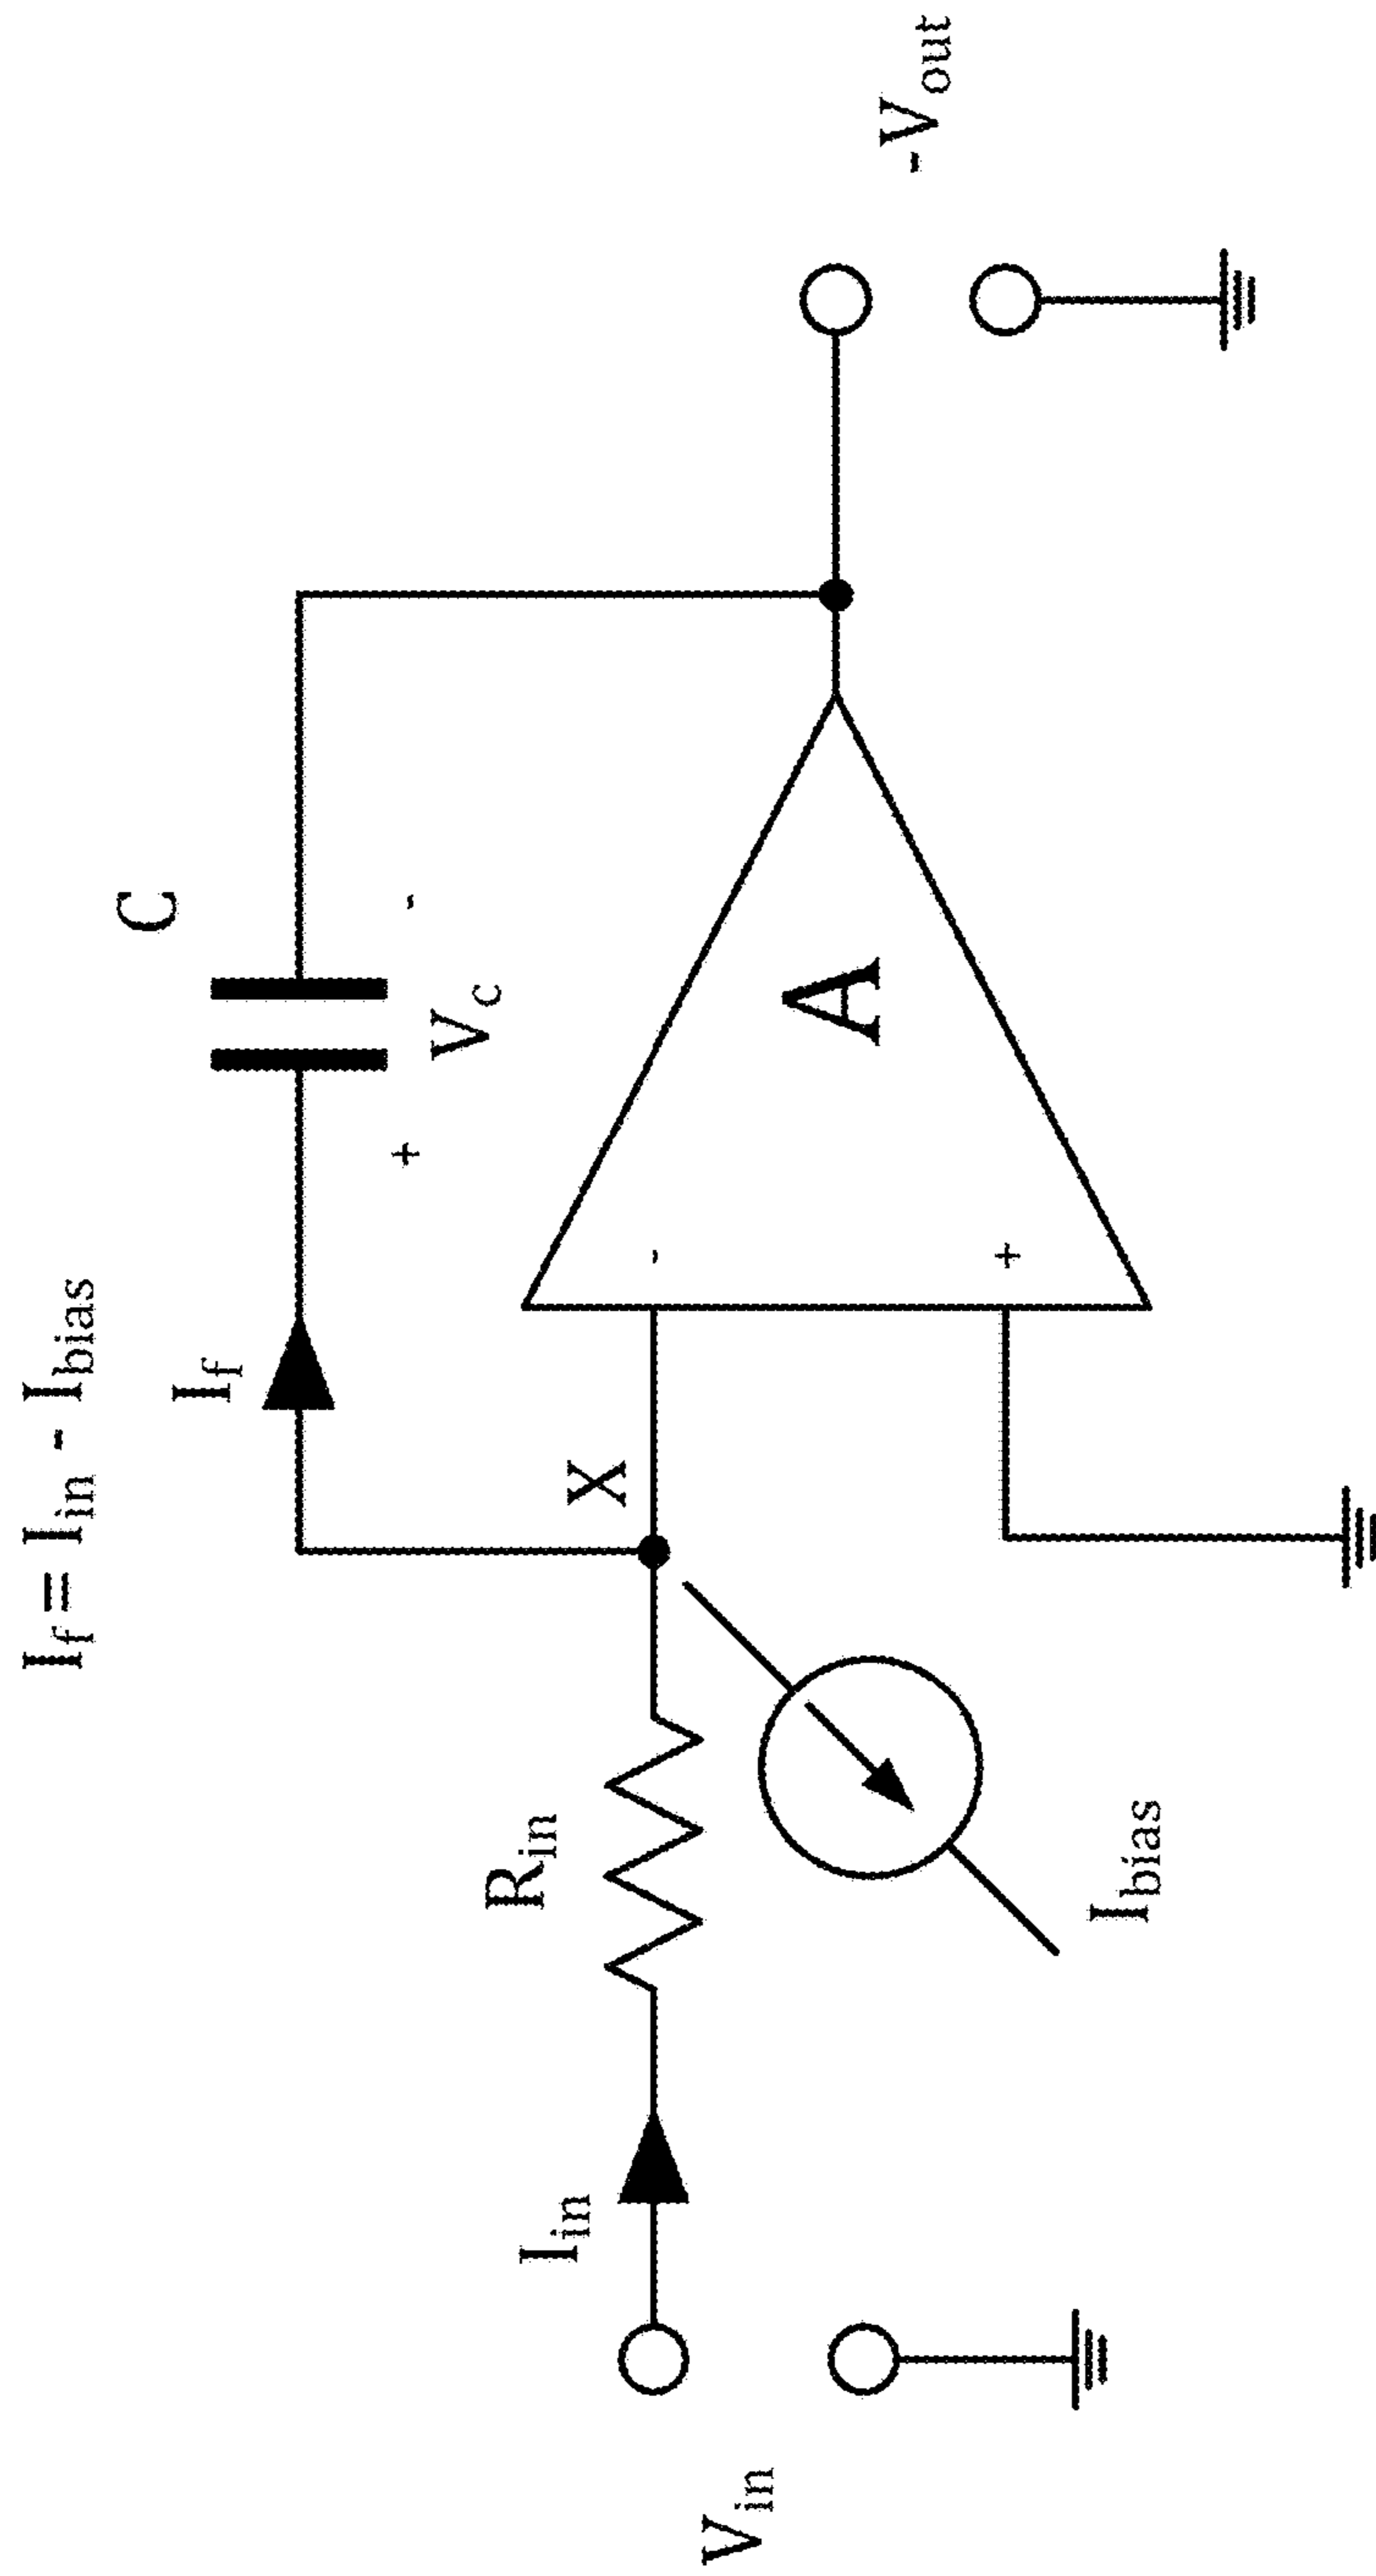 I_f = I_in - I_bias
I_f
C
+ V_c -
X
-
A
+
R_in
I_in
V_in
I_bias
-V_out